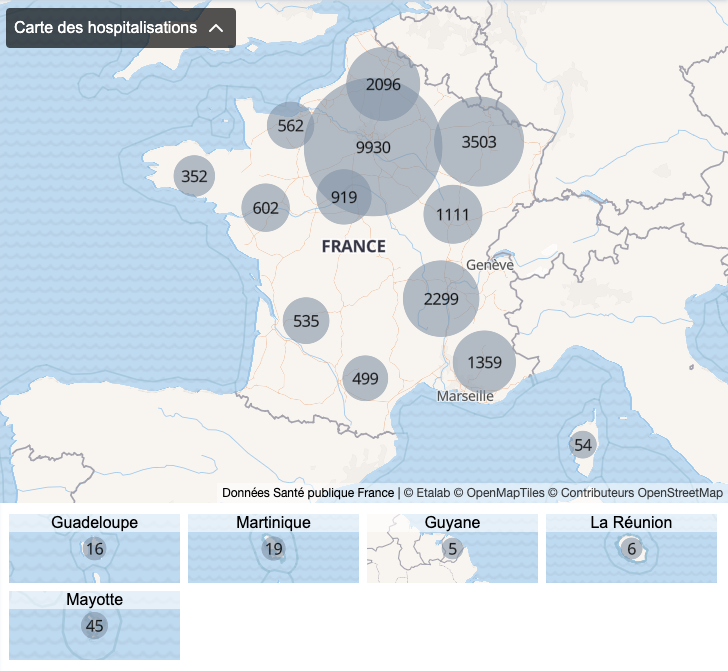 Carte des hospitalisations
2096
562
9930
3503
352
919
602
1111
FRANCE
Genève
2299
535
1359
499
Marseille
54
Données Santé publique France | © Etalab © OpenMapTiles © Contributeurs OpenStreetMap
Guadeloupe
16
Martinique
19
Guyane
5
La Réunion
6
Mayotte
45